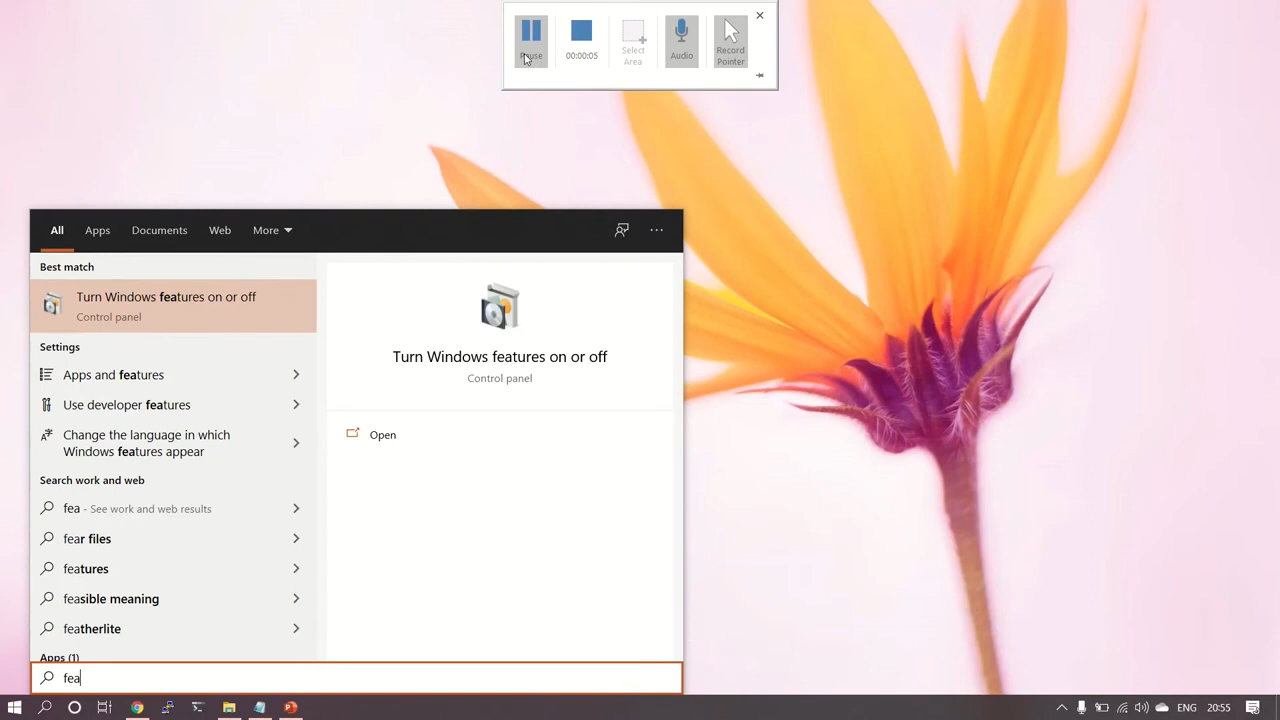 Pause
00:00:05
Select
Area
Audio
Record
Pointer
All
Apps
Documents
Web
More
Best match
Turn Windows features on or off
Control panel
Settings
Apps and features
Use developer features
Change the language in which
Windows features appear
Search work and web
fea - See work and web results
fear files
features
feasible meaning
featherlite
Apps (1)
fea
Turn Windows features on or off
Control panel
Open
ENG
20:55